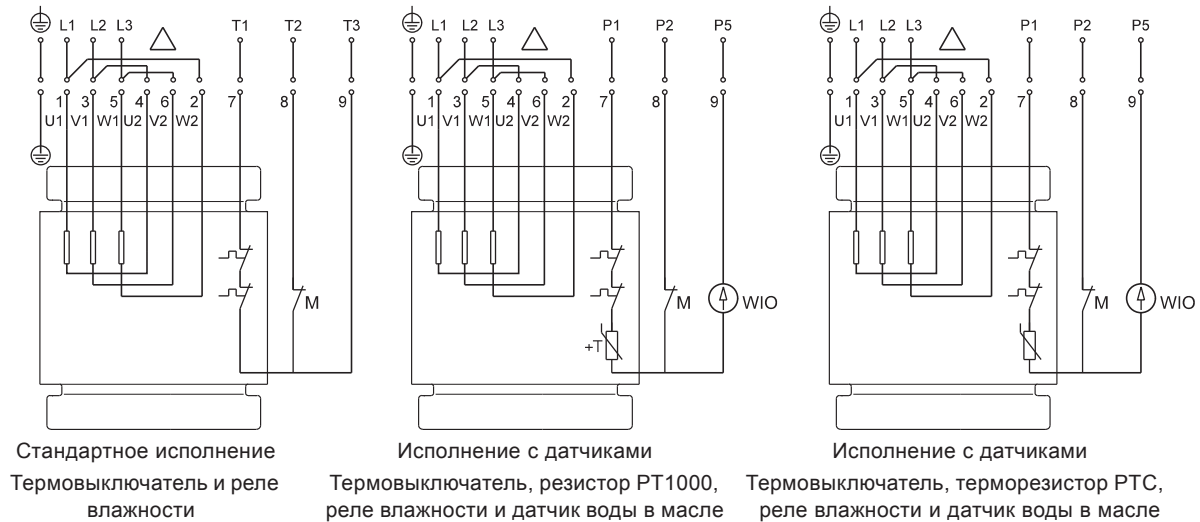 L1 L2 L3 T1 T2 T3 L1 L2 L3 P1 P2 P5 L1 L2 L3 P1 P2 P5
1 3 5 4 6 2 7 8 9 1 3 5 4 6 2 7 8 9 1 3 5 4 6 2 7 8 9
U1 V1 W1 U2 V2 W2 U1 V1 W1 U2 V2 W2 U1 V1 W1 U2 V2 W2
M M WIO M WIO
+T
Стандартное исполнение
Термовыключатель и реле
влажности
Исполнение с датчиками
Термовыключатель, резистор PT1000,
реле влажности и датчик воды в масле
Исполнение с датчиками
Термовыключатель, терморезистор PTC,
реле влажности и датчик воды в масле